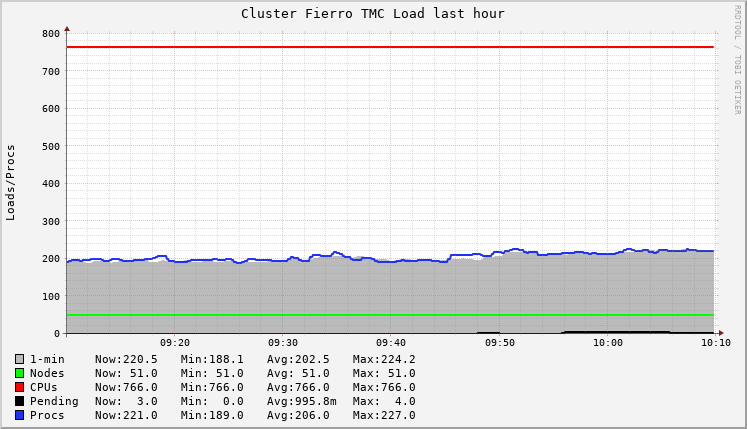 Cluster Fierro TMC Load last hour
RRDTOOL / TOBI OETIKER
Loads/Procs
800
700
600
500
400
300
200
100
0
09:20 09:30 09:40 09:50 10:00 10:10
1-min Now:220.5 Min:188.1 Avg:202.5 Max:224.2
Nodes Now: 51.0 Min: 51.0 Avg: 51.0 Max: 51.0
CPUs Now:766.0 Min:766.0 Avg:766.0 Max:766.0
Pending Now: 3.0 Min: 0.0 Avg:995.8m Max: 4.0
Procs Now:221.0 Min:189.0 Avg:206.0 Max:227.0